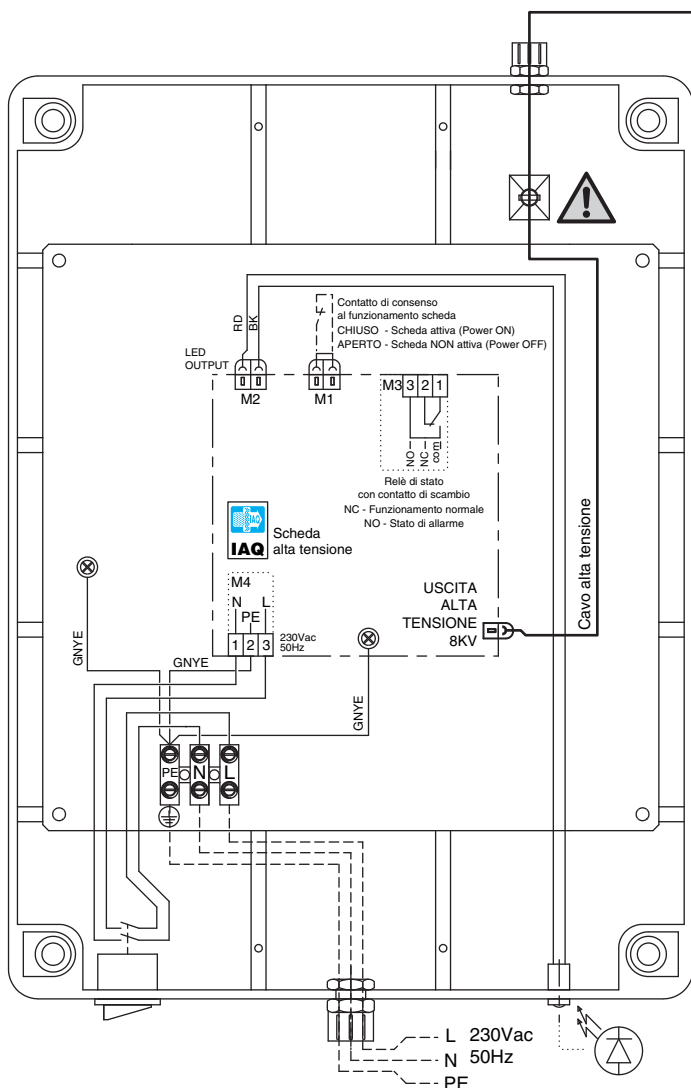 RD
BK
Contatto di consenso
al funzionamento scheda
CHIUSO - Scheda attiva (Power ON)
APERTO - Scheda NON attiva (Power OFF)
LED
OUTPUT
M2
M1
M3 3 2 1
NO
NC
com
Relè di stato
con contatto di scambio
NC - Funzionamento normale
NO - Stato di allarme
IAQ
IAQ
Scheda
alta tensione
M4
N L
PE
1 2 3
230Vac
50Hz
USCITA
ALTA
TENSIONE
8KV
Cavo alta tensione
GNYE
GNYE
GNYE
PE N L
L 230Vac
N 50Hz
PE